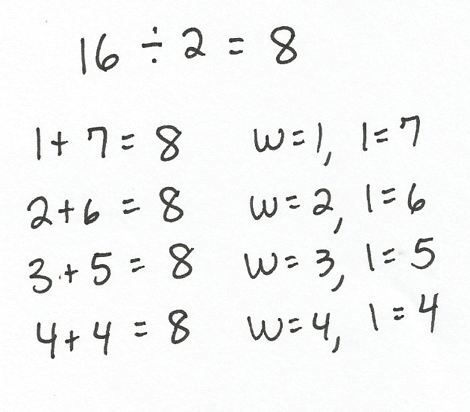 16 ÷ 2 = 8
1 + 7 = 8 w = 1, l = 7
2 + 6 = 8 w = 2, l = 6
3 + 5 = 8 w = 3, l = 5
4 + 4 = 8 w = 4, l = 4